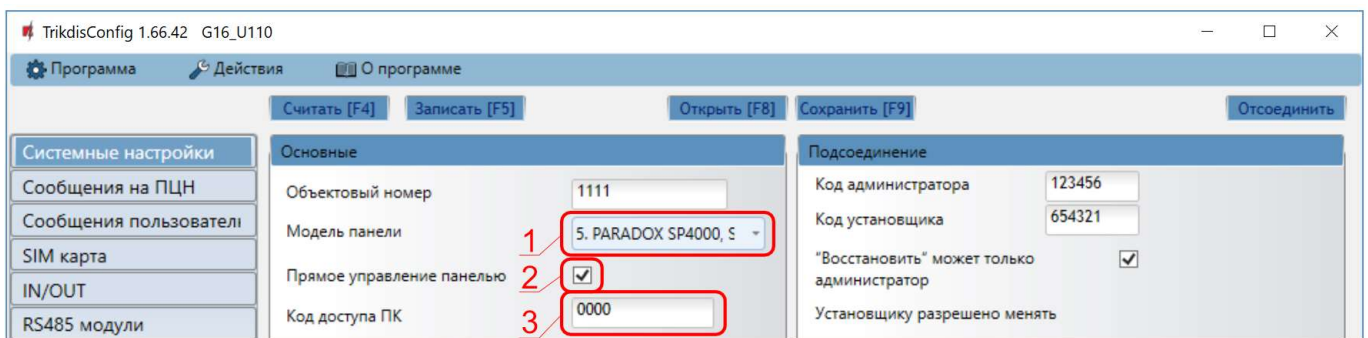 TrikdisConfig 1.66.42 G16_U110
Программа Действия О программе
Считать [F4] Записать [F5] Открыть [F8] Сохранить [F9] Отсоединить
Системные настройки
Сообщения на ПЦН
Сообщения пользователі
SIM карта
IN/OUT
RS485 модули
Основные
Объектовый номер 1111
Модель панели 1 5. PARADOX SP4000, S
Прямое управление панелью 2
Код доступа ПК 3 0000
Подсоединение
Код администратора 123456
Код установщика 654321
"Восстановить" может только
администратор
Установщику разрешено менять